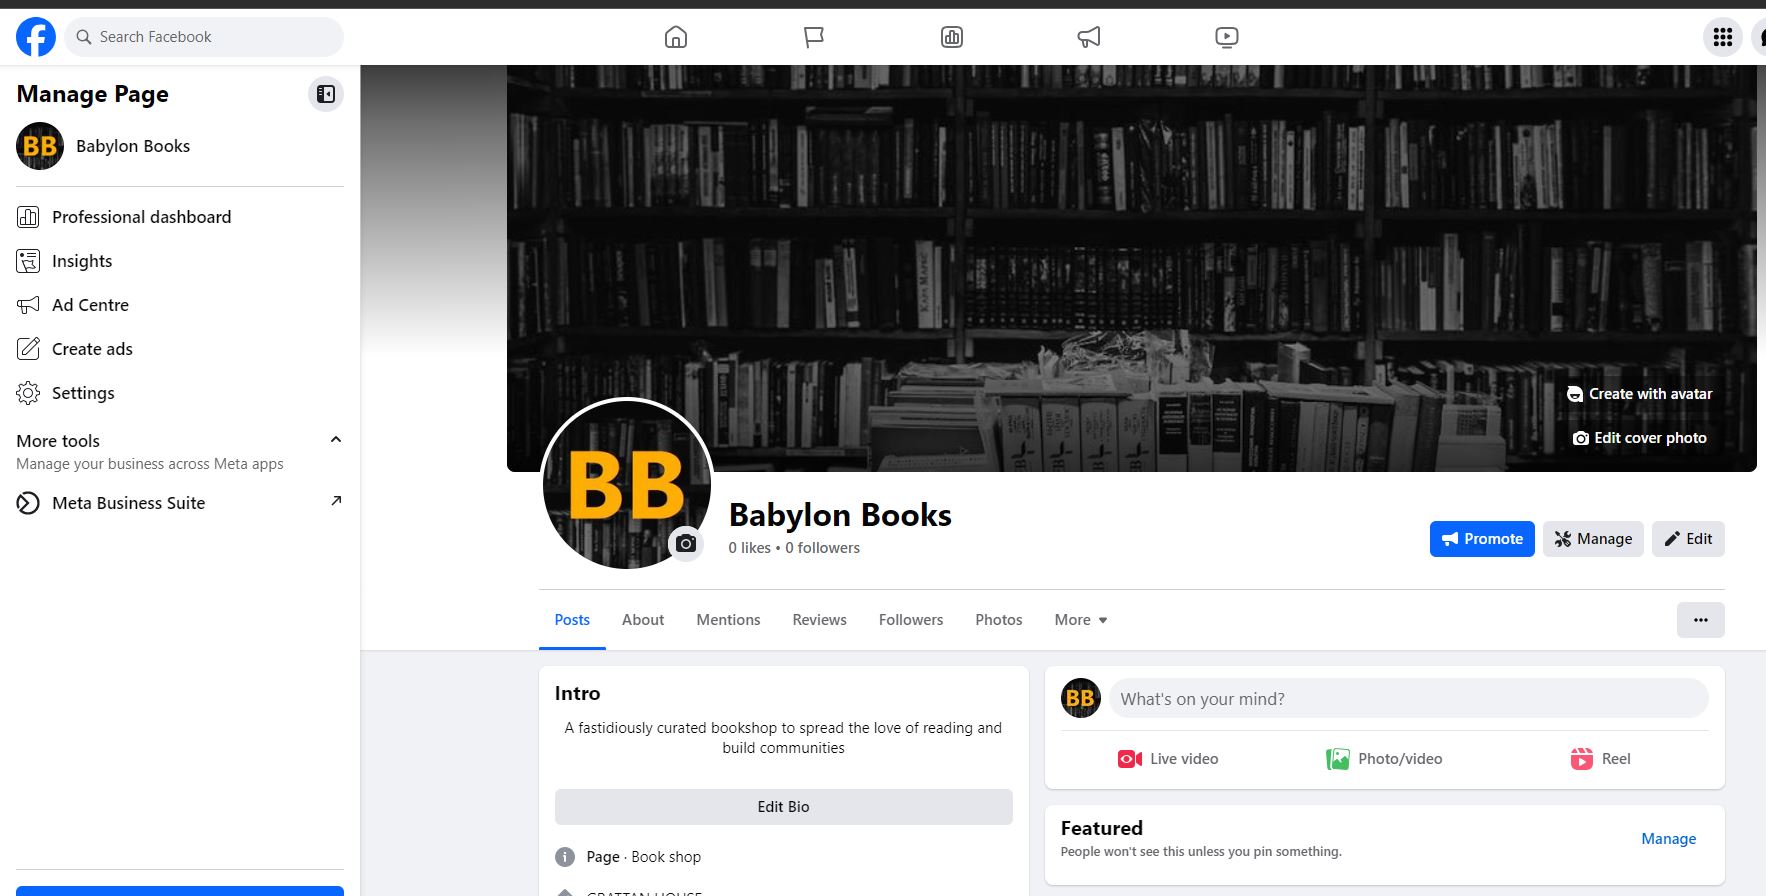 Search Facebook
Manage Page
BB
Babylon Books
Professional dashboard
Insights
Ad Centre
Create ads
Settings
More tools
Manage your business across Meta apps
Meta Business Suite
Create with avatar
Edit cover photo
BB
Babylon Books
0 likes • 0 followers
Promote
Manage
Edit
Posts
About
Mentions
Reviews
Followers
Photos
More
Intro
A fastidiously curated bookshop to spread the love of reading and
build communities
Edit Bio
Page · Book shop
GRATTAN HOUSE
BB
What's on your mind?
Live video
Photo/video
Reel
Featured
People won't see this unless you pin something.
Manage